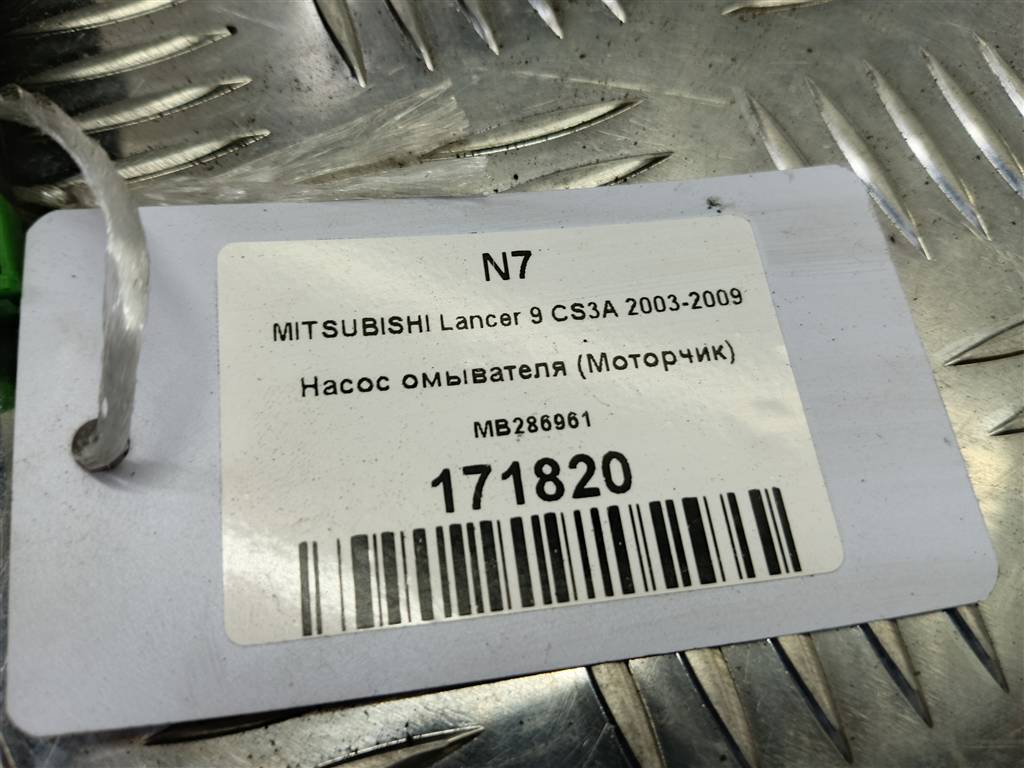 N7
MITSUBISHI Lancer 9 CS3A 2003-2009
Насос омывателя (Моторчик)
MB286961
171820